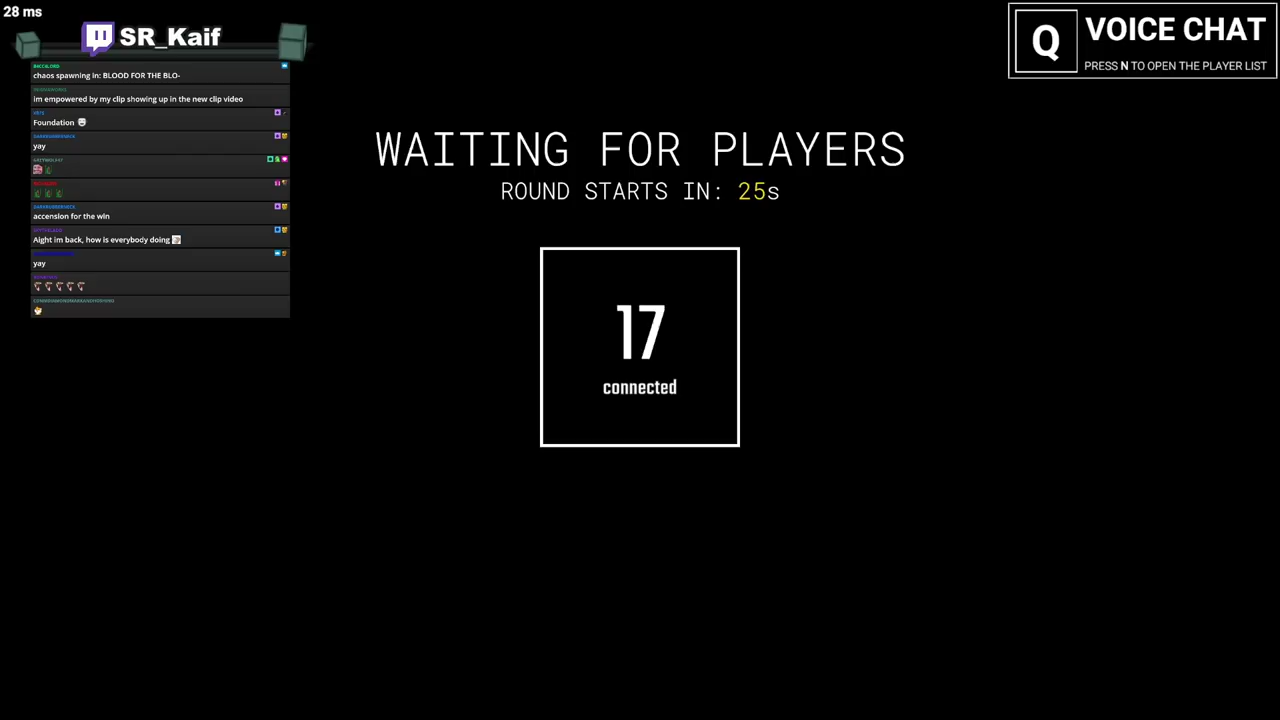 28 ms
SR_Kaif
chaos spawning in: BLOOD FOR THE BLO-
im empowered by my clip showing up in the new clip video
Foundation
yay
accension for the win
Aight im back, how is everybody doing
yay
Q
VOICE CHAT
PRESS N TO OPEN THE PLAYER LIST
WAITING FOR PLAYERS
ROUND STARTS IN: 25s
17
connected